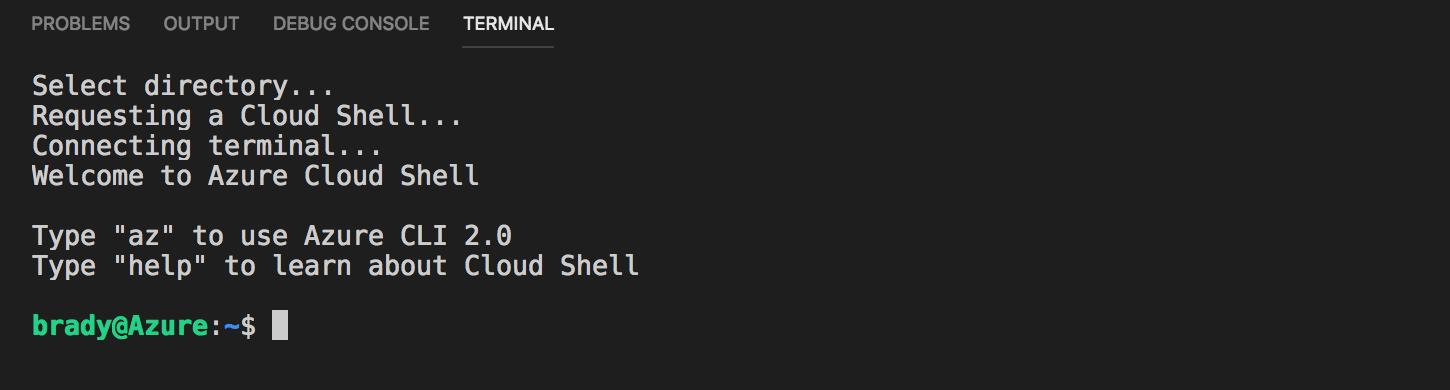 PROBLEMS OUTPUT DEBUG CONSOLE TERMINAL
Select directory...
Requesting a Cloud Shell...
Connecting terminal...
Welcome to Azure Cloud Shell
Type "az" to use Azure CLI 2.0
Type "help" to learn about Cloud Shell
brady@Azure:~$